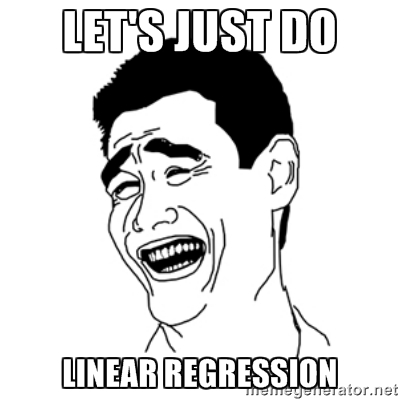 LET'S JUST DO
LINEAR REGRESSION
memegenerator.net